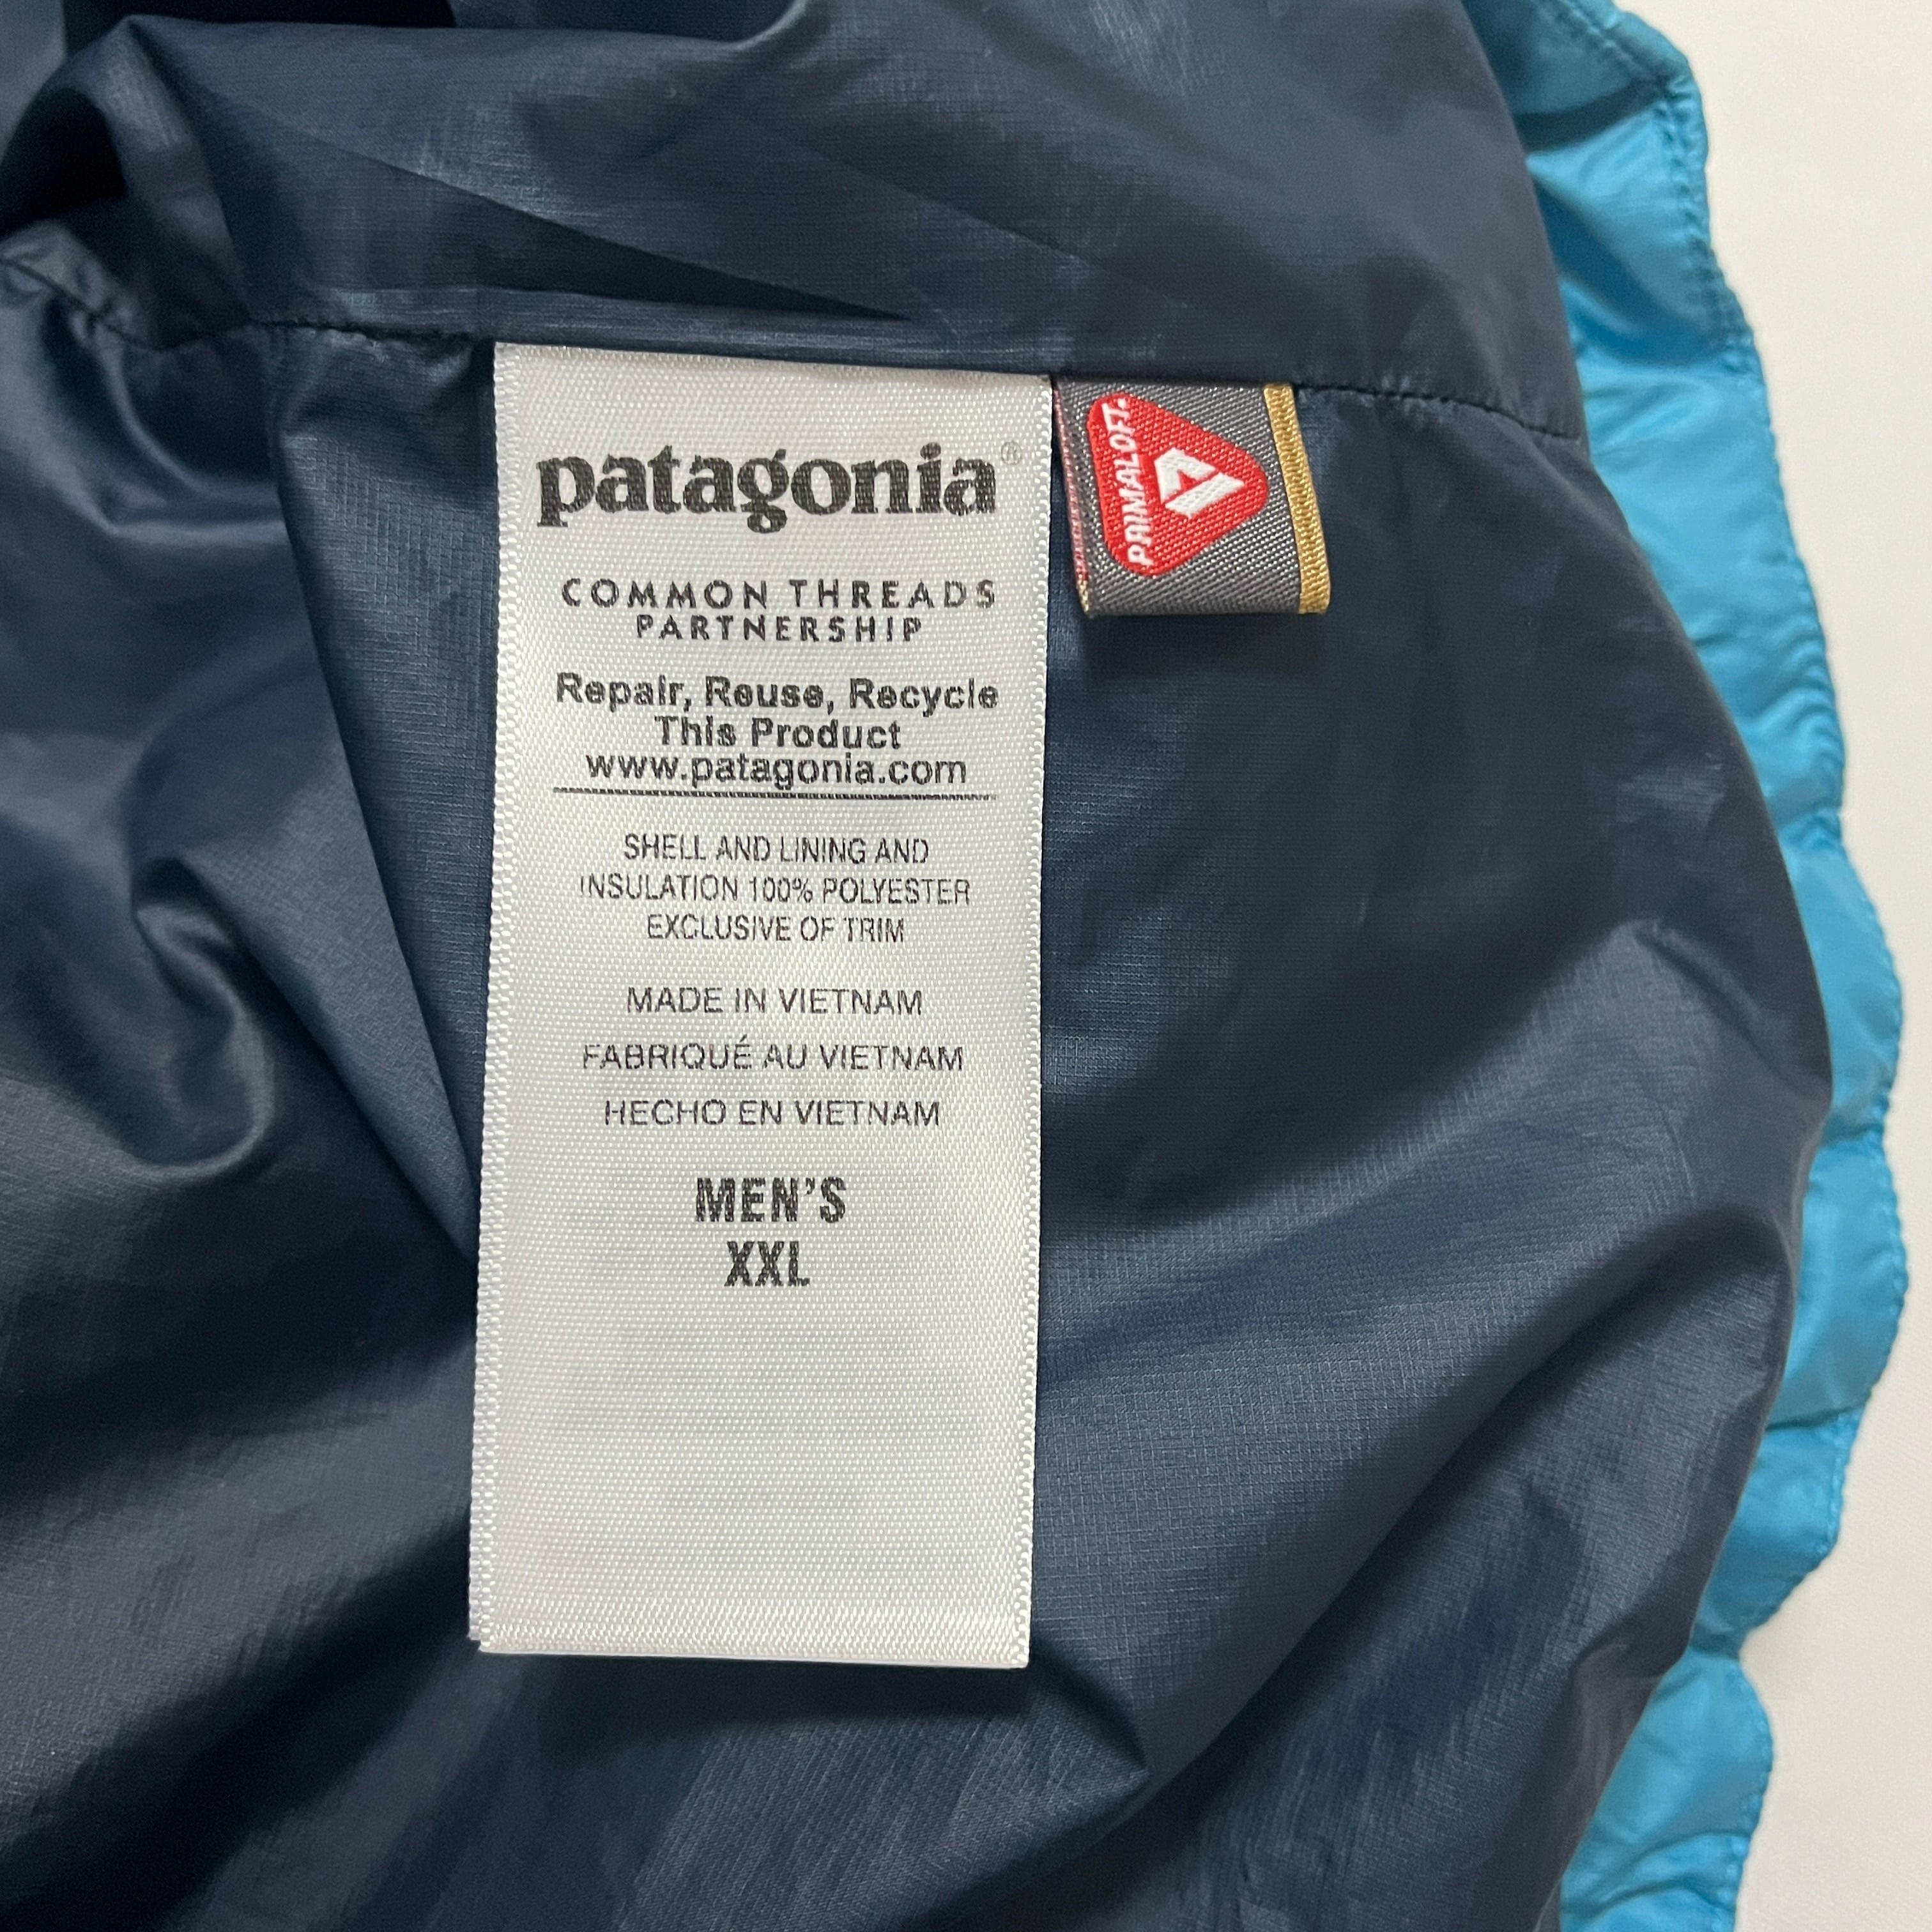 patagonia®
COMMON THREADS
PARTNERSHIP
Repair, Reuse, Recycle
This Product
www.patagonia.com
SHELL AND LINING AND
INSULATION 100% POLYESTER
EXCLUSIVE OF TRIM
MADE IN VIETNAM
FABRIQUÉ AU VIETNAM
HECHO EN VIETNAM
MEN'S
XXL
PRIMALOFT